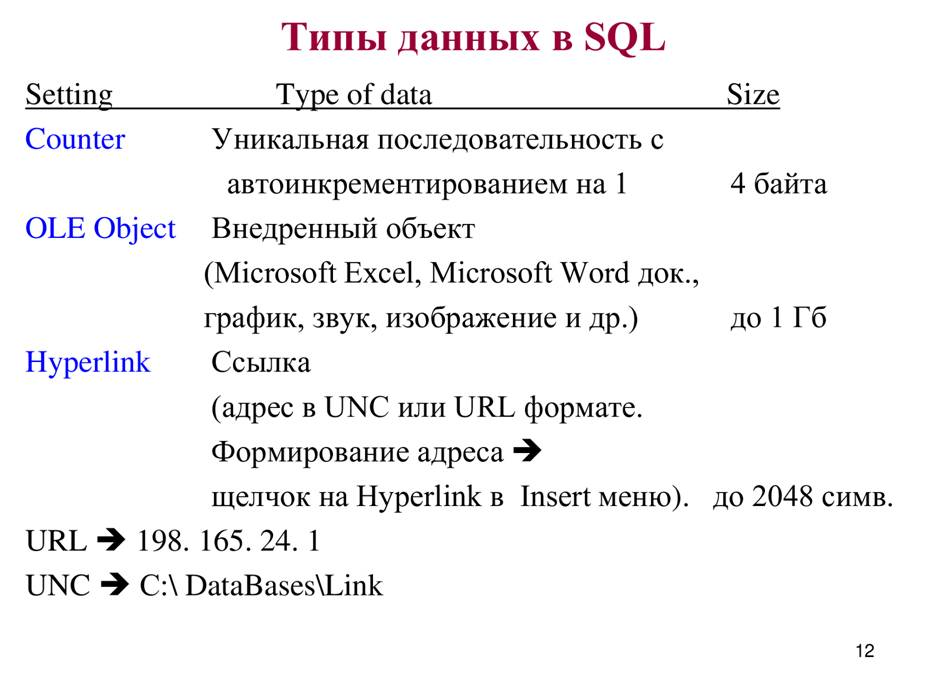 Типы данных в SQL
Setting Type of data Size
Counter Уникальная последовательность с
автоинкрементированием на 1 4 байта
OLE Object Внедренный объект
(Microsoft Excel, Microsoft Word док.,
график, звук, изображение и др.) до 1 Гб
Hyperlink Ссылка
(адрес в UNC или URL формате.
Формирование адреса ➔
щелчок на Hyperlink в Insert меню). до 2048 симв.
URL ➔ 198. 165. 24. 1
UNC ➔ C:\ DataBases\Link
12